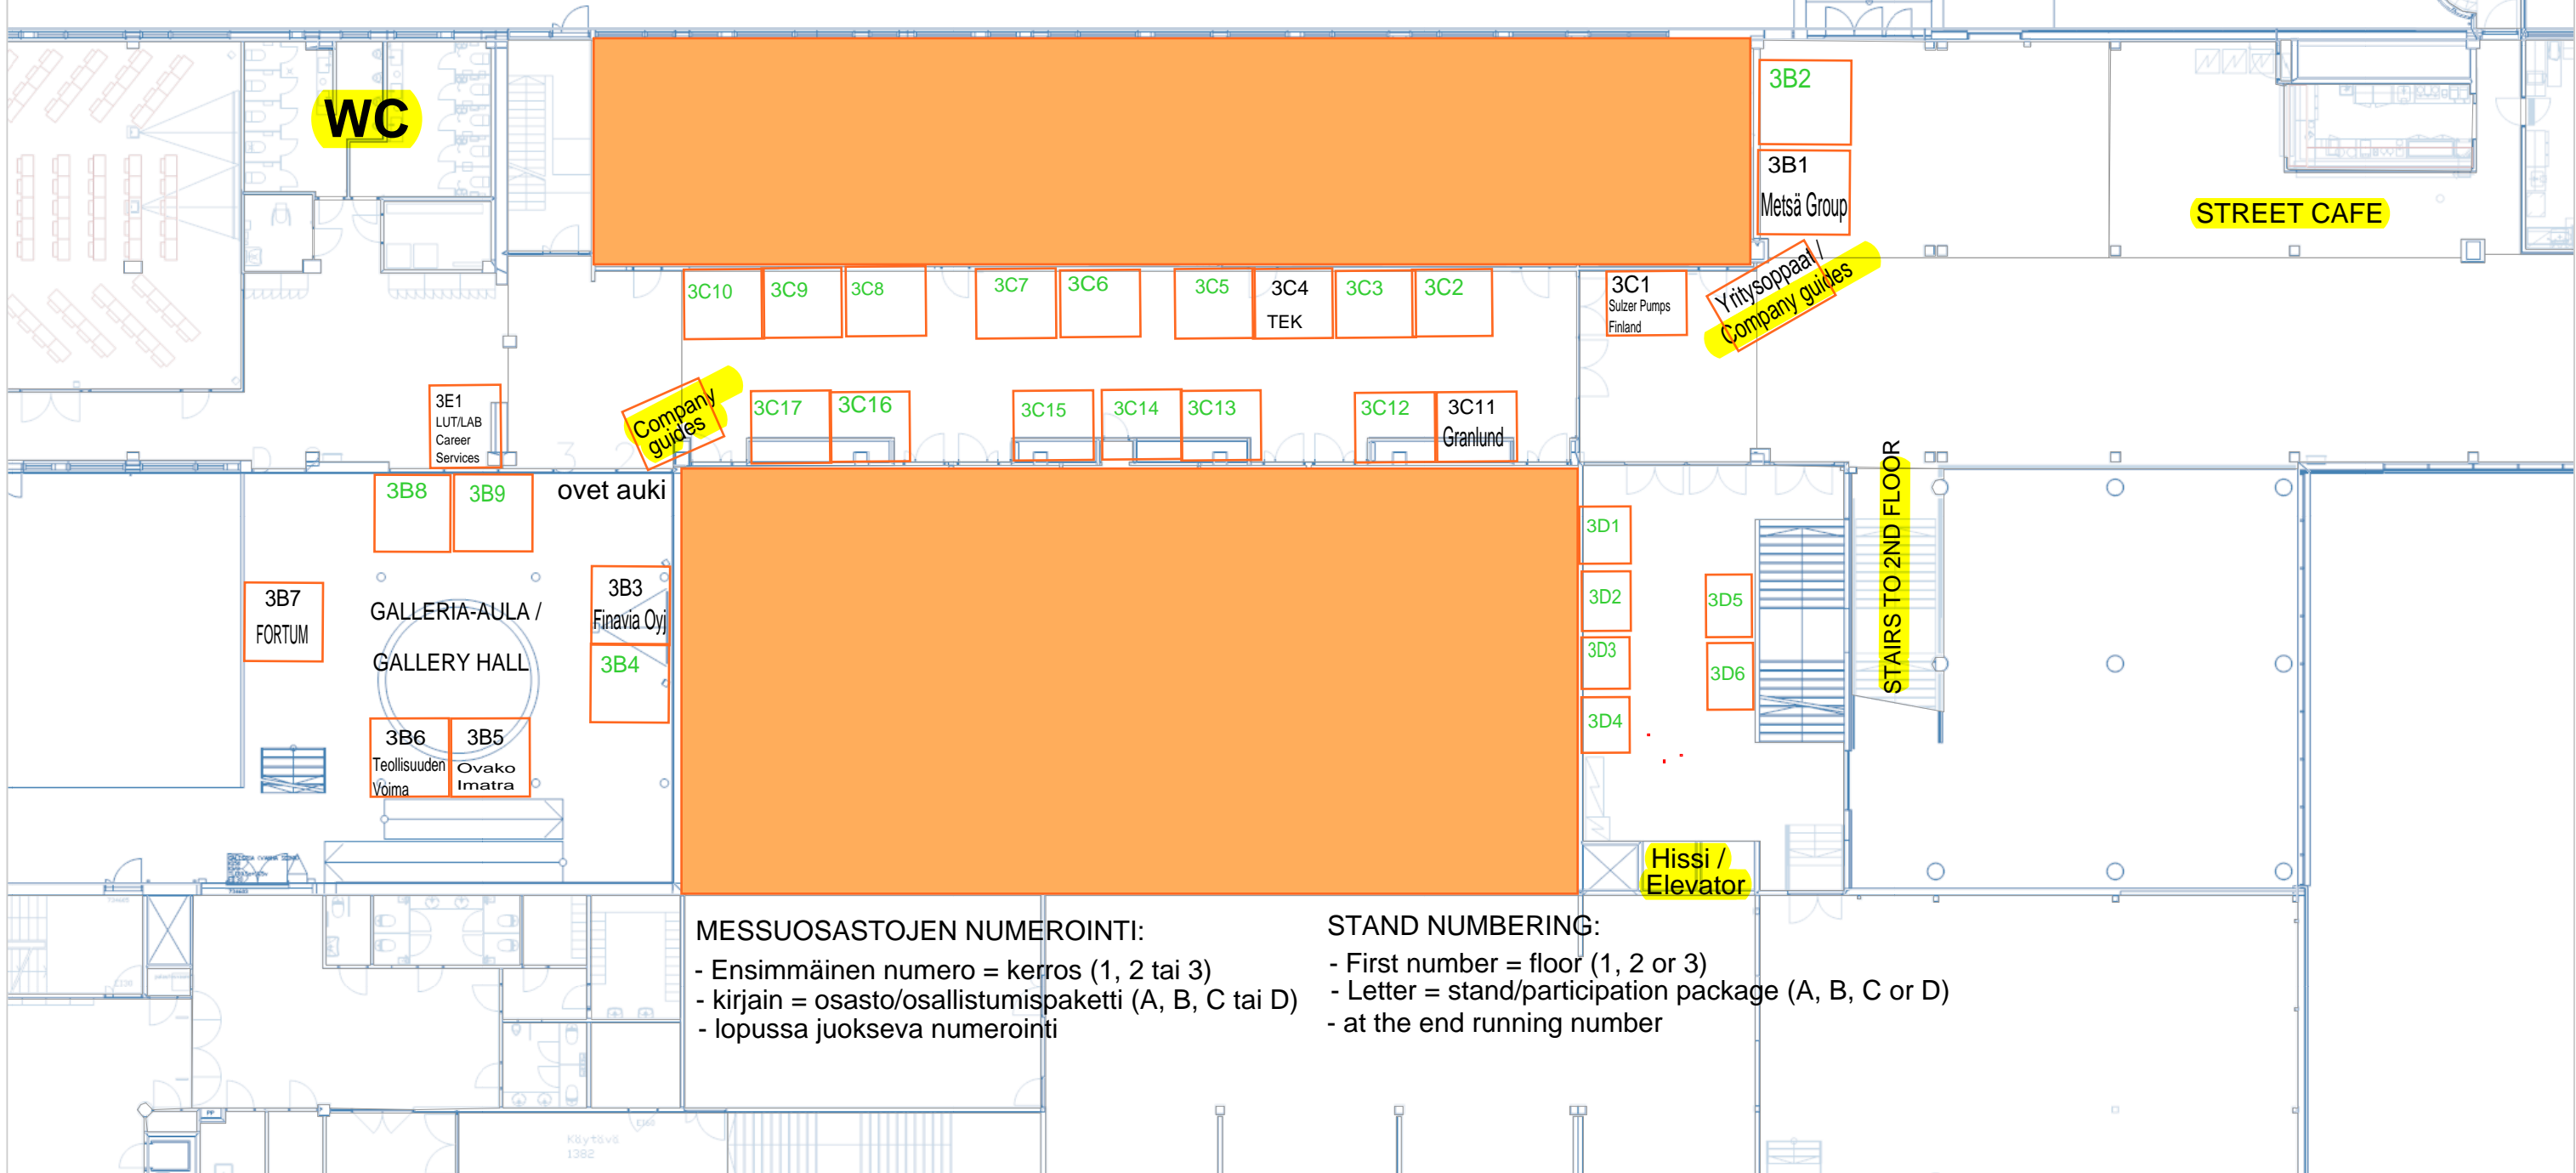 WC
3B2
3B1
Metsä Group
STREET CAFE
3C10
3C9
3C8
3C7
3C6
3C5
3C4
TEK
3C3
3C2
3C1
Sulzer Pumps
Finland
Yritysoppaat /
Company guides
3E1
LUT/LAB
Career
Services
Company
guides
3C17
3C16
3C15
3C14
3C13
3C12
3C11
Granlund
3B8
3B9
ovet auki
3D1
3D2
3D3
3D4
3D5
3D6
STAIRS TO 2ND FLOOR
3B7
FORTUM
GALLERIA-AULA /
GALLERY HALL
3B3
Finavia Oyj
3B4
3B6
Teollisuuden
Voima
3B5
Ovako
Imatra
Hissi /
Elevator
MESSUOSASTOJEN NUMEROINTI:
- Ensimmäinen numero = kerros (1, 2 tai 3)
- kirjain = osasto/osallistumispaketti (A, B, C tai D)
- lopussa juokseva numerointi
STAND NUMBERING:
- First number = floor (1, 2 or 3)
- Letter = stand/participation package (A, B, C or D)
- at the end running number
PP
Käytävä
1382